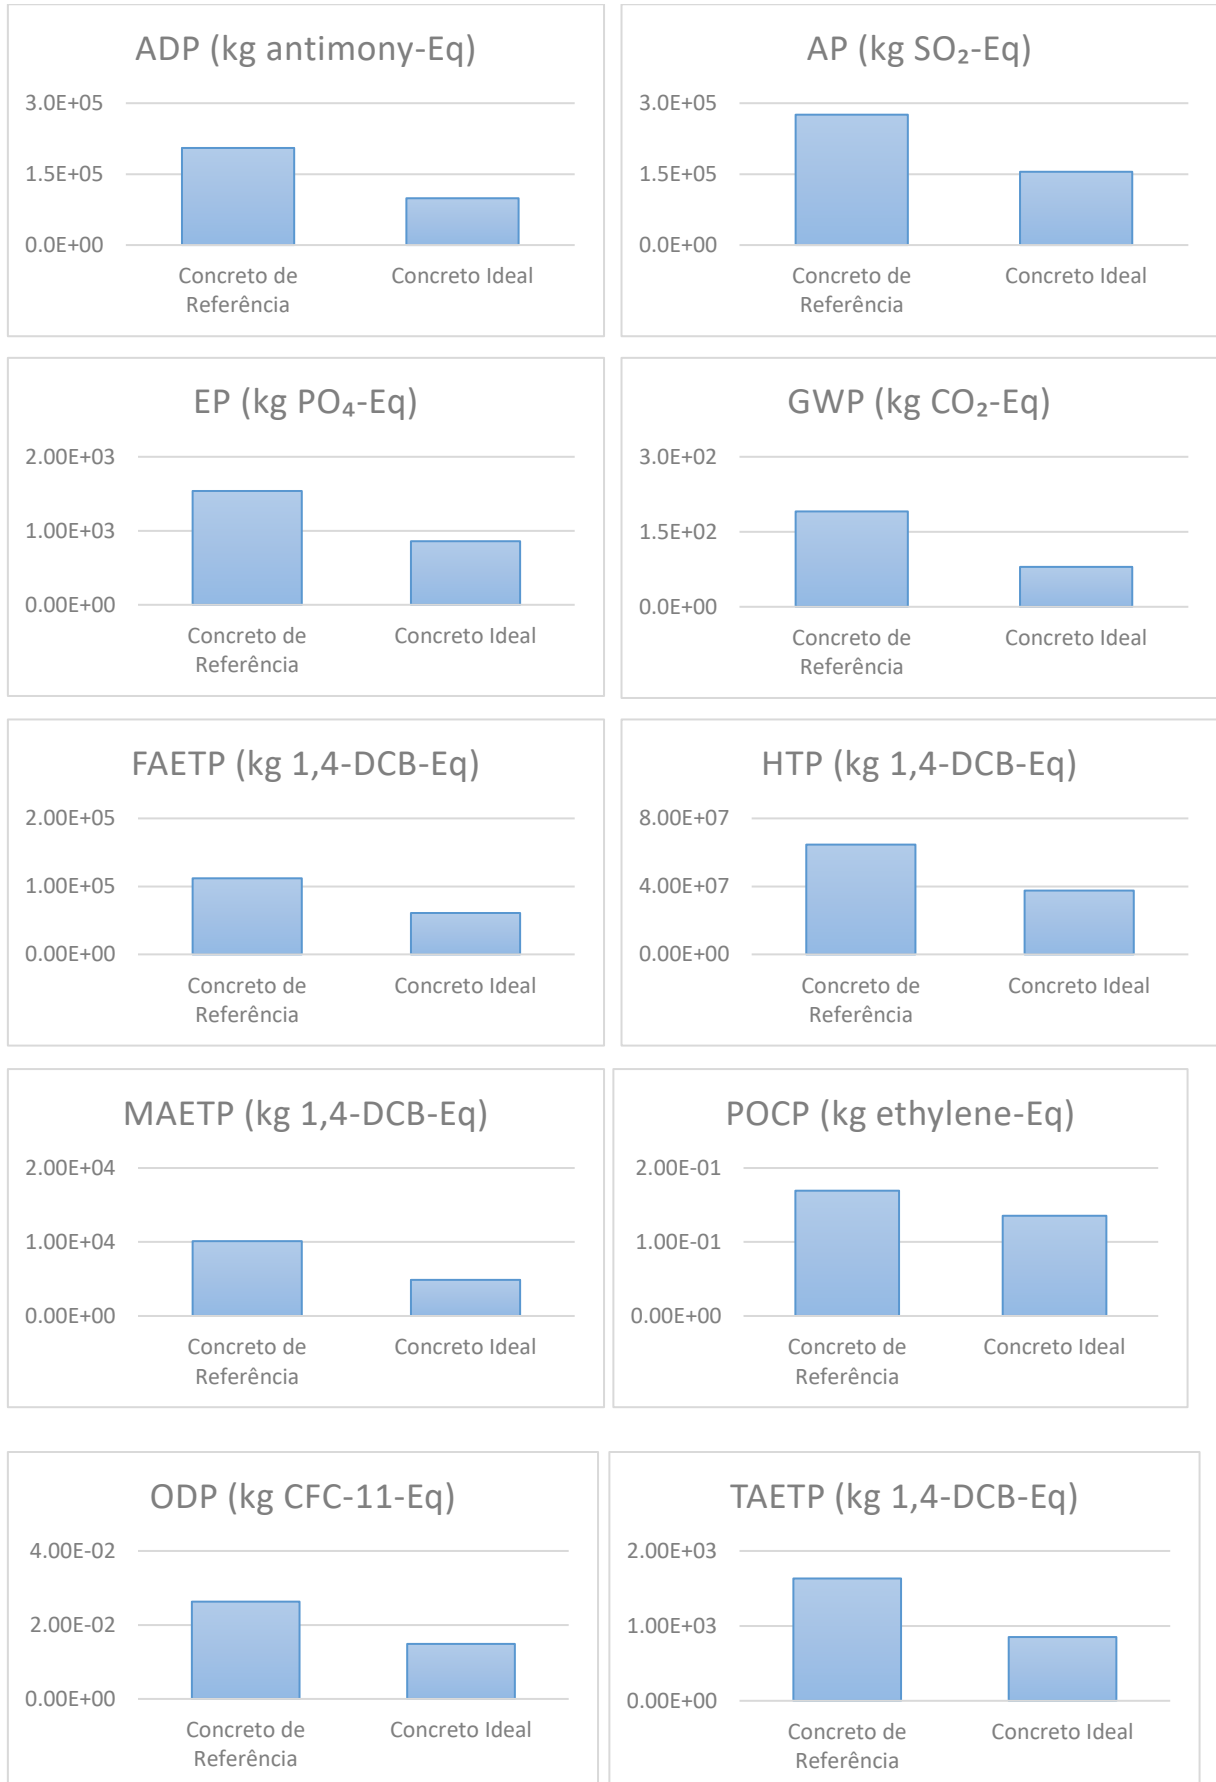 ADP (kg antimony-Eq)
3.0E+05
1.5E+05
0.0E+00
Concreto de
Referência
Concreto Ideal
AP (kg SO₂-Eq)
3.0E+05
1.5E+05
0.0E+00
Concreto de
Referência
Concreto Ideal
EP (kg PO₄-Eq)
2.00E+03
1.00E+03
0.00E+00
Concreto de
Referência
Concreto Ideal
GWP (kg CO₂-Eq)
3.0E+02
1.5E+02
0.0E+00
Concreto de
Referência
Concreto Ideal
FAETP (kg 1,4-DCB-Eq)
2.00E+05
1.00E+05
0.00E+00
Concreto de
Referência
Concreto Ideal
HTP (kg 1,4-DCB-Eq)
8.00E+07
4.00E+07
0.00E+00
Concreto de
Referência
Concreto Ideal
MAETP (kg 1,4-DCB-Eq)
2.00E+04
1.00E+04
0.00E+00
Concreto de
Referência
Concreto Ideal
POCP (kg ethylene-Eq)
2.00E-01
1.00E-01
0.00E+00
Concreto de
Referência
Concreto Ideal
ODP (kg CFC-11-Eq)
4.00E-02
2.00E-02
0.00E+00
Concreto de
Referência
Concreto Ideal
TAETP (kg 1,4-DCB-Eq)
2.00E+03
1.00E+03
0.00E+00
Concreto de
Referência
Concreto Ideal